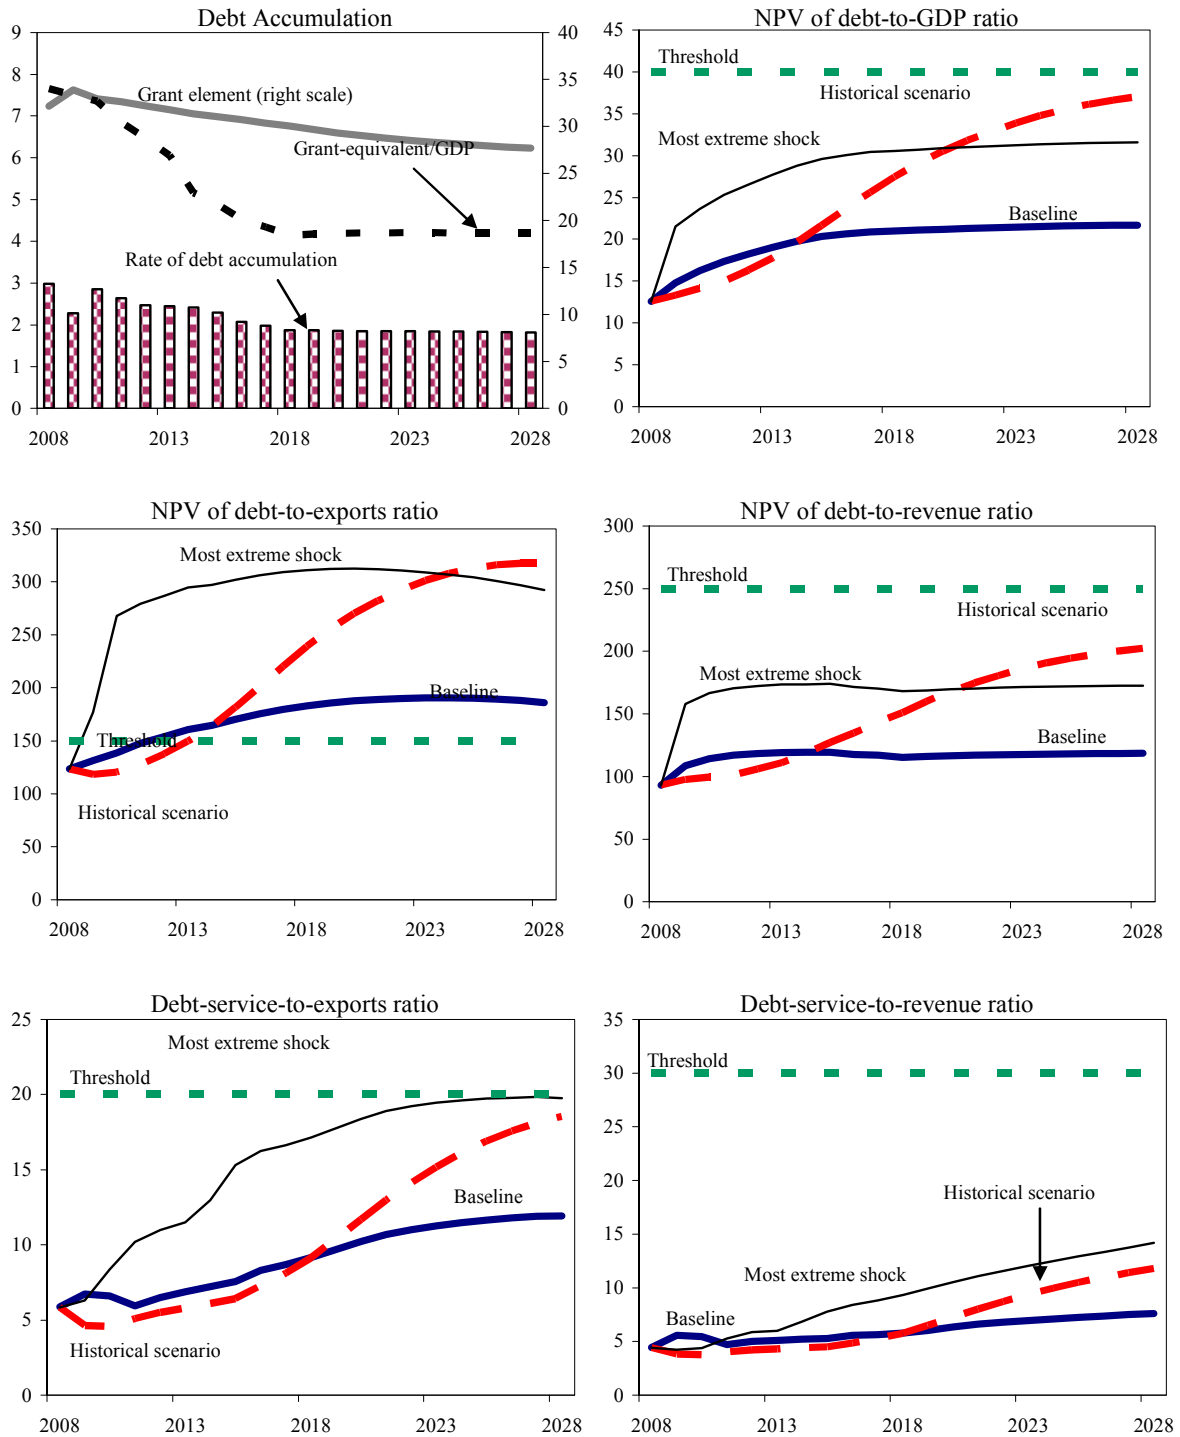 Debt Accumulation
9
8
7
6
5
4
3
2
1
0
40
35
30
25
20
15
10
5
0
Grant element (right scale)
Grant-equivalent/GDP
Rate of debt accumulation
2008 2013 2018 2023 2028
NPV of debt-to-GDP ratio
45
40
35
30
25
20
15
10
5
0
Threshold
Historical scenario
Most extreme shock
Baseline
2008 2013 2018 2023 2028
NPV of debt-to-exports ratio
350
300
250
200
150
100
50
0
Most extreme shock
Baseline
Threshold
Historical scenario
2008 2013 2018 2023 2028
NPV of debt-to-revenue ratio
300
250
200
150
100
50
0
Threshold
Historical scenario
Most extreme shock
Baseline
2008 2013 2018 2023 2028
Debt-service-to-exports ratio
25
20
15
10
5
0
Most extreme shock
Threshold
Baseline
Historical scenario
2008 2013 2018 2023 2028
Debt-service-to-revenue ratio
35
30
25
20
15
10
5
0
Threshold
Historical scenario
Most extreme shock
Baseline
2008 2013 2018 2023 2028